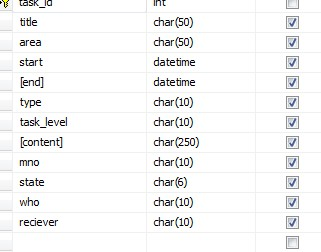 task_id int
title char(50)
area char(50)
start datetime
[end] datetime
type char(10)
task_level char(10)
[content] char(250)
mno char(10)
state char(6)
who char(10)
reciever char(10)